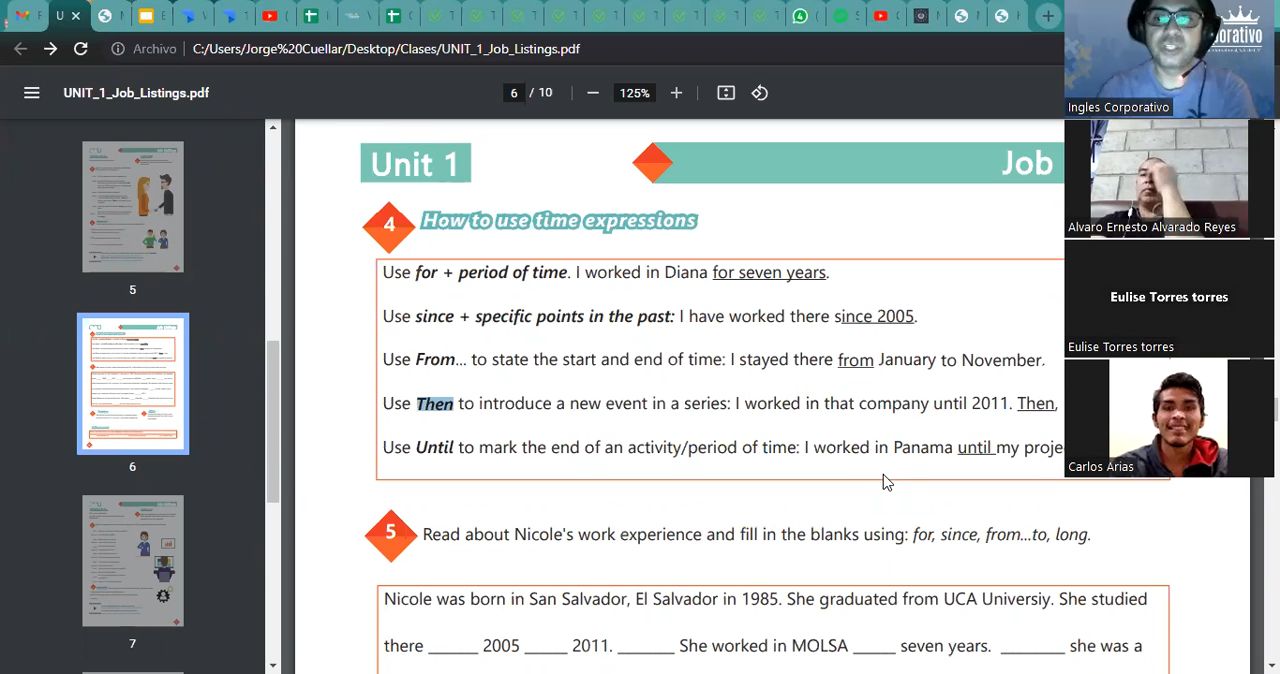 Archivo C:/Users/Jorge%20Cuellar/Desktop/Clases/UNIT_1_Job_Listings.pdf
UNIT_1_Job_Listings.pdf 6 / 10 125%
orporativo
Ingles Corporativo
Alvaro Ernesto Alvarado Reyes
Eulise Torres torres
Eulise Torres torres
Carlos Arias
5
6
7
Unit 1 Job
4 How to use time expressions
Use for + period of time. I worked in Diana for seven years.
Use since + specific points in the past: I have worked there since 2005.
Use From... to state the start and end of time: I stayed there from January to November.
Use Then to introduce a new event in a series: I worked in that company until 2011. Then,
Use Until to mark the end of an activity/period of time: I worked in Panama until my proje
5 Read about Nicole's work experience and fill in the blanks using: for, since, from...to, long.
Nicole was born in San Salvador, El Salvador in 1985. She graduated from UCA Universiy. She studied
there ______ 2005 _____ 2011. _______ She worked in MOLSA _____ seven years. ________ she was a